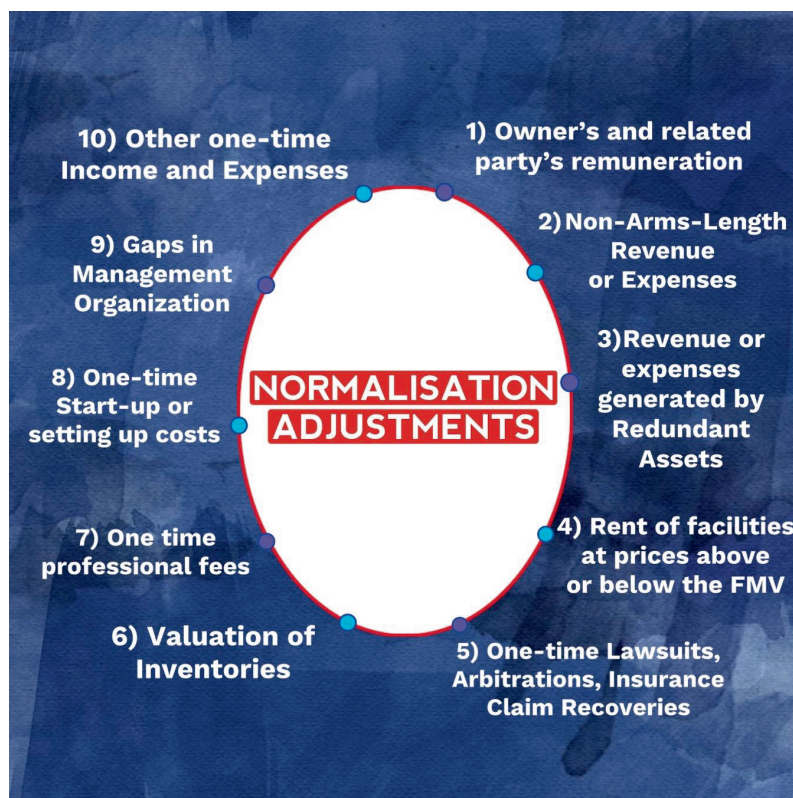 1) Owner's and related
party's remuneration
2)Non-Arms-Length
Revenue
or Expenses
3)Revenue or
expenses
generated by
Redundant
Assets
4) Rent of facilities
at prices above
or below the FMV
5) One-time Lawsuits,
Arbitrations, Insurance
Claim Recoveries
6) Valuation of
Inventories
7) One time
professional fees
8) One-time
Start-up or
setting up costs
9) Gaps in
Management
Organization
10) Other one-time
Income and Expenses
NORMALISATION
ADJUSTMENTS